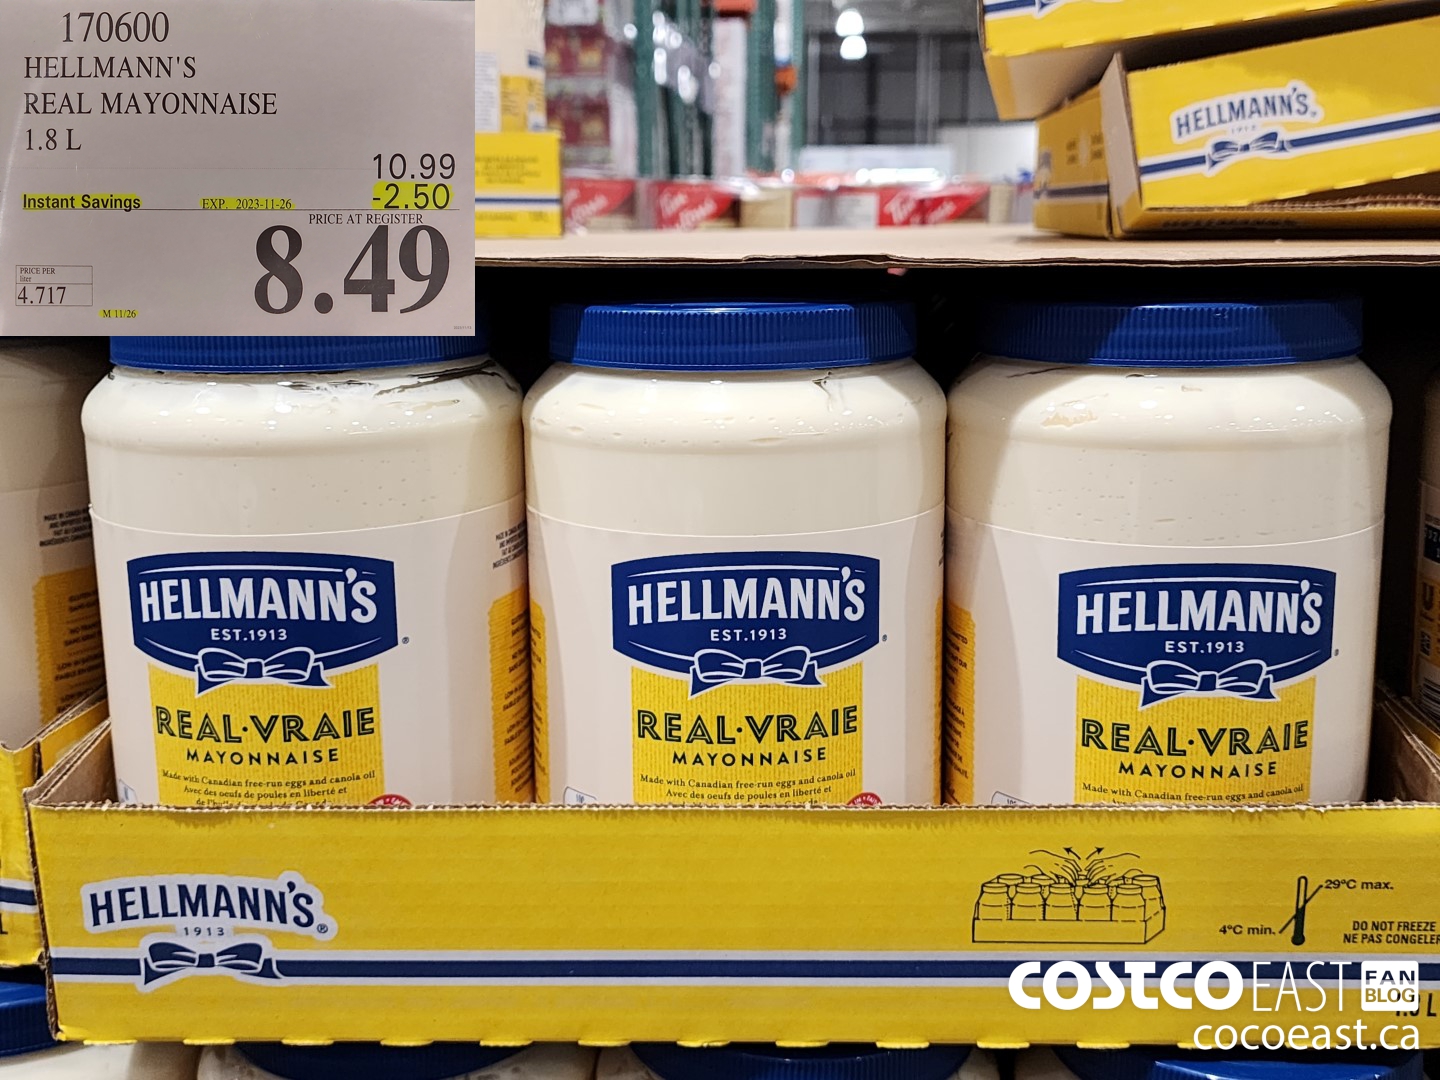 170600
HELLMANN'S
REAL MAYONNAISE
1.8 L
10.99
Instant Savings EXP. 2023-11-26 -2.50
PRICE AT REGISTER
8.49
PRICE PER
liter
4.717
M 11/26
HELLMANN'S
1912
HELLMANN'S
EST.1913
REAL·VRAIE
MAYONNAISE
Made with Canadian free-run eggs and canola oil
Avec des oeufs de poules en liberté et
HELLMANN'S
EST.1913
REAL·VRAIE
MAYONNAISE
Made with Canadian free-run eggs and canola oil
Avec des oeufs de poules en liberté et
HELLMANN'S
EST.1913
REAL·VRAIE
MAYONNAISE
Made with Canadian free-run eggs and canola oil
HELLMANN'S®
1913
29°C max.
4°C min.
DO NOT FREEZE
NE PAS CONGELER
COSTCO EAST FAN BLOG
cocoeast.ca